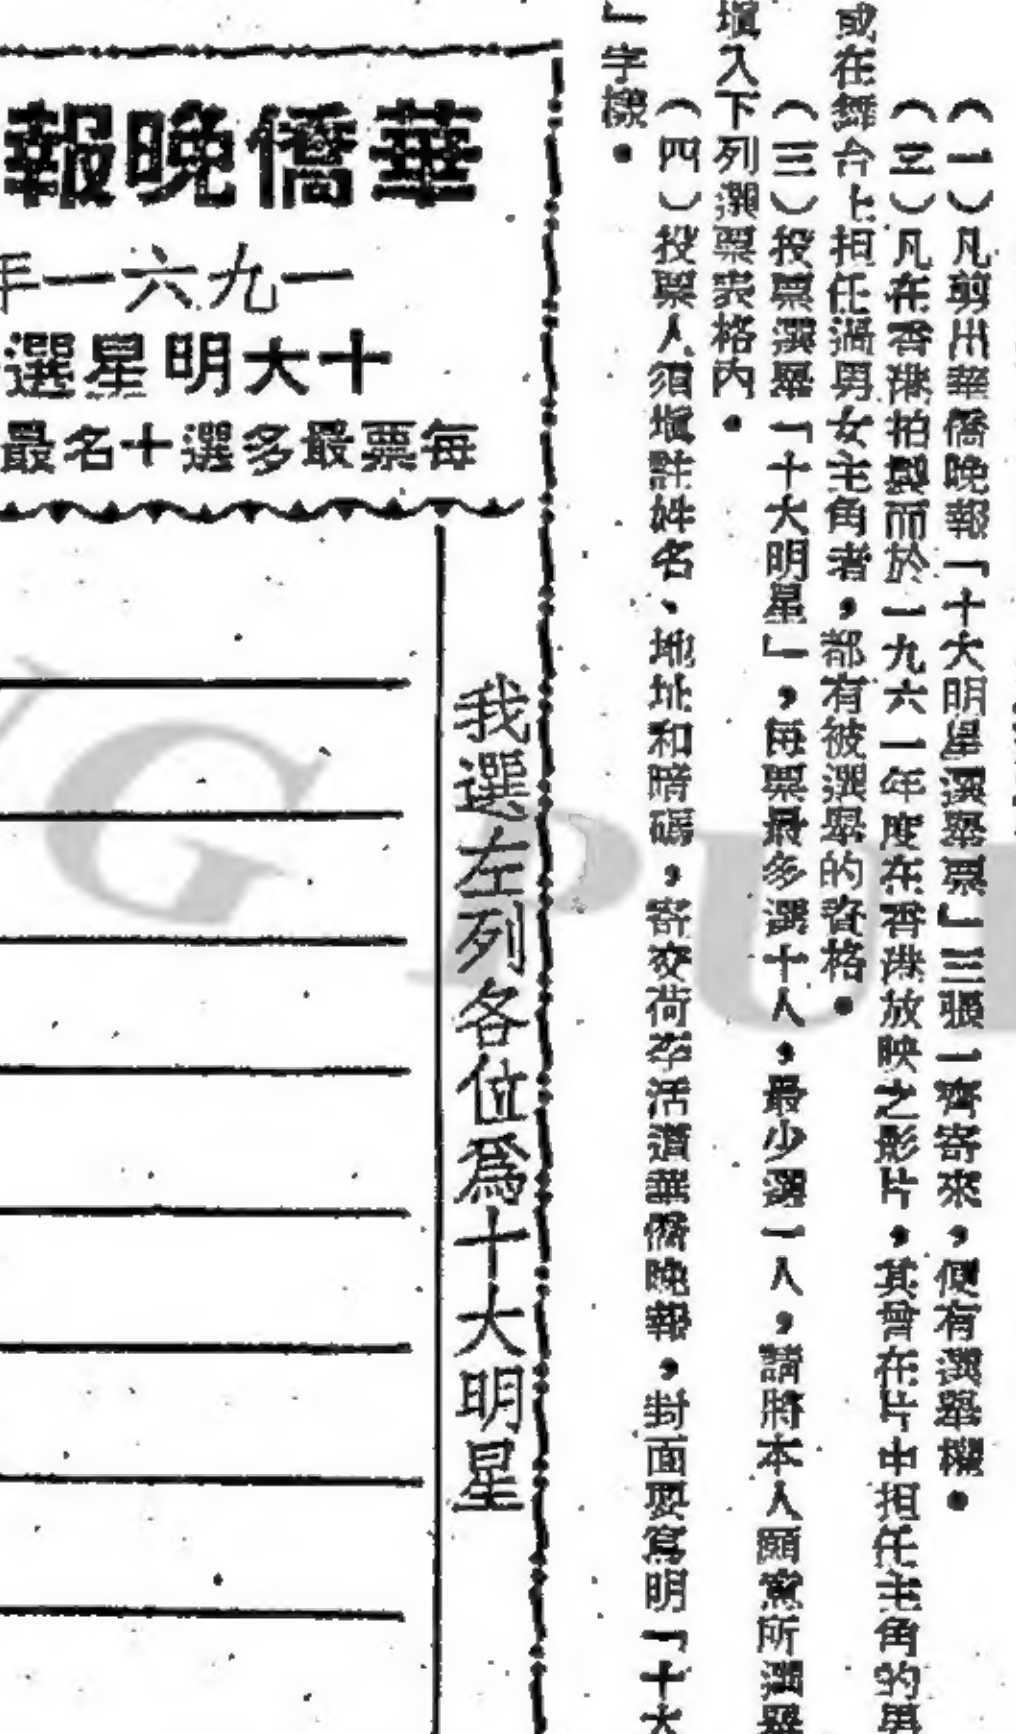 (一)凡剪出華僑晚報「十大明星選舉票」三張一齊寄來,便有選舉權。
(二)凡在香港拍製而於一九六一年度在香港放映之影片,其曾在片中担任主角的男
或在舞台上担任過男女主角者,都有被選舉的資格。
(三)投票選舉「十大明星」,每票最多選十人,最少選一人,請將本人願意所選舉
填入下列選票表格內。
(四)投票人須填註姓名、地址和暗碼,寄交荷李活道華僑晚報,封面要寫明「十大
」字樣。
華僑晚報
一九六一年
十大明星選
每票最多選十名最
我選左列各位為十大明星